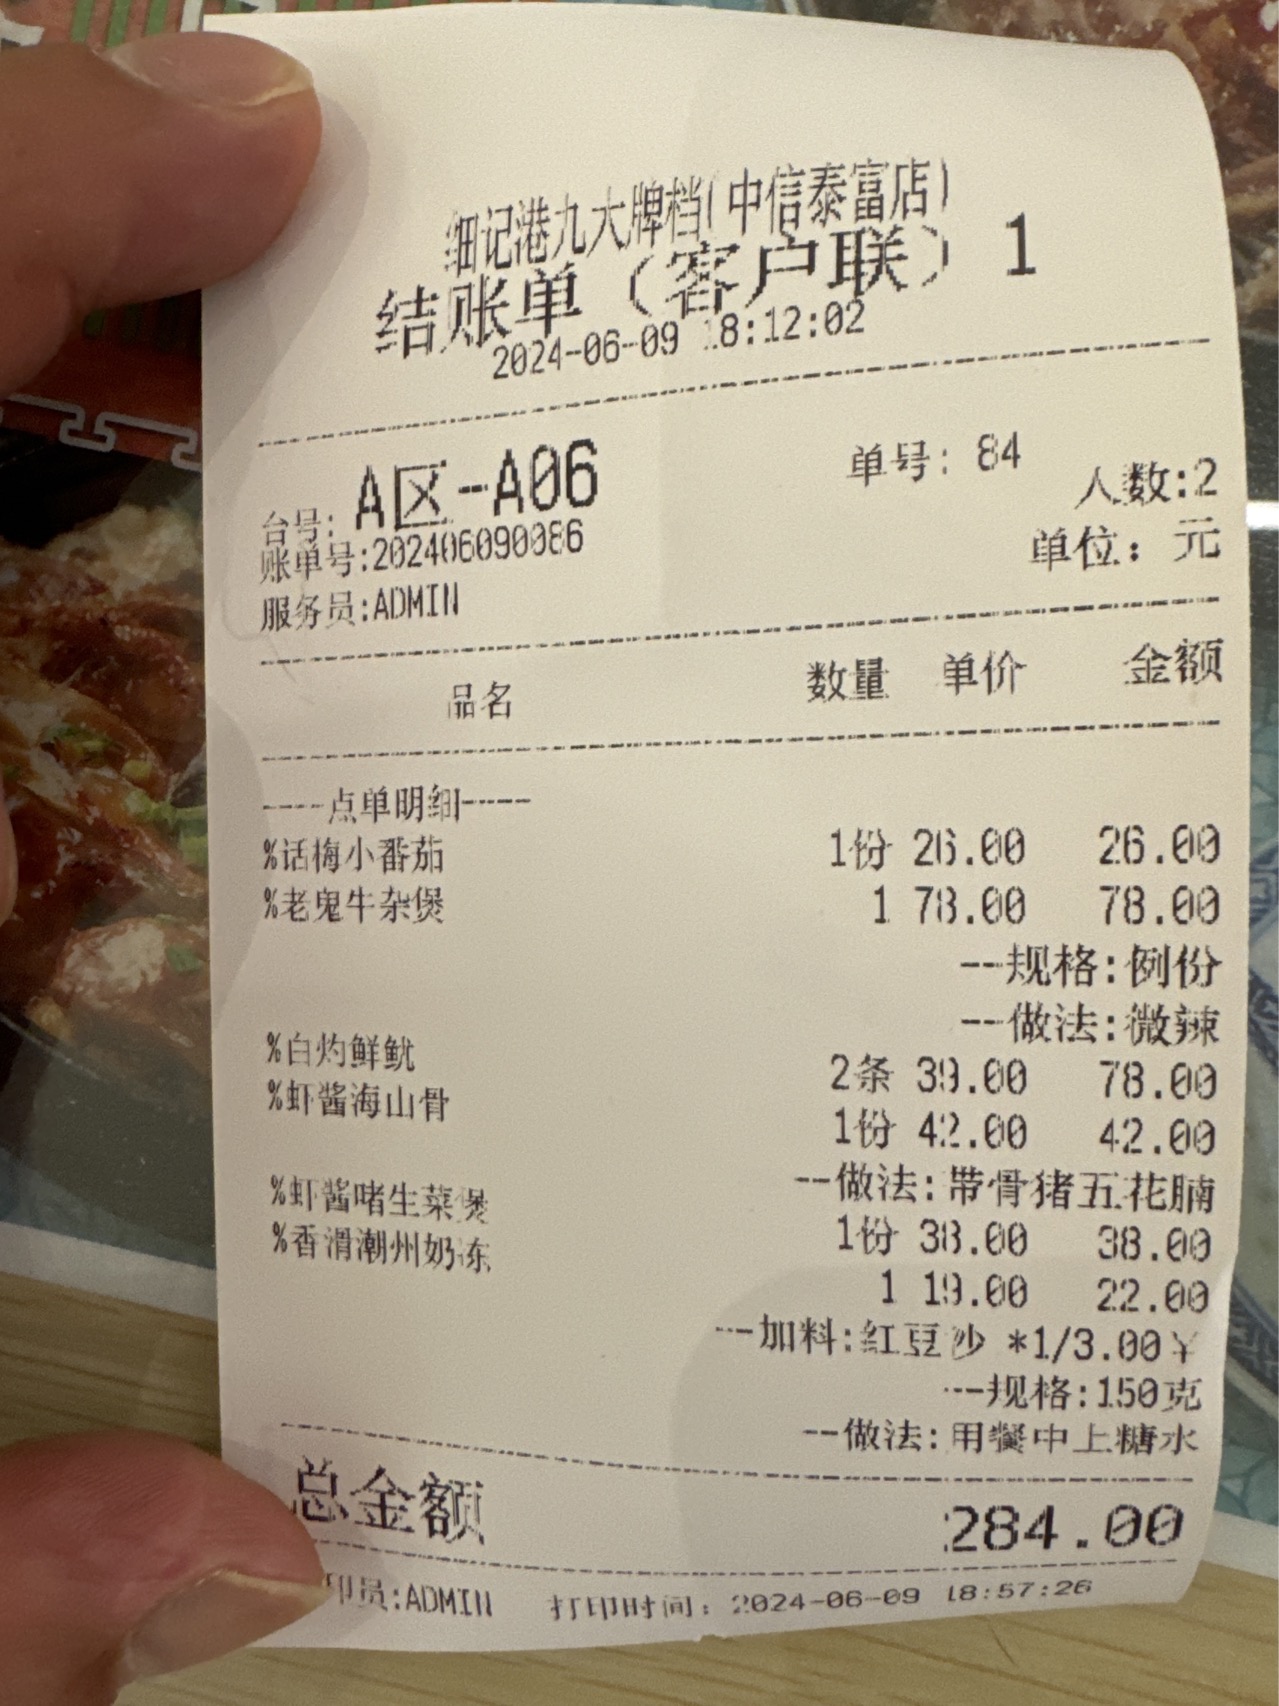 细记港九大牌档(中信泰富店)
结账单（客户联）1
2024-06-09 18:12:02
台号: A区-A06 单号: 84
人数:2
账单号:202406090086
单位: 元
服务员:ADMIN
品名 数量 单价 金额
----点单明细----
%话梅小番茄 1份 26.00 26.00
%老鬼牛杂煲 1 78.00 78.00
--规格:例份
--做法:微辣
%白灼鲜鱿 2条 39.00 78.00
%虾酱海山骨 1份 42.00 42.00
--做法:带骨猪五花腩
%虾酱啫生菜煲 1份 38.00 38.00
%香滑潮州奶冻 1 19.00 22.00
--加料:红豆沙 *1/3.00¥
--规格:150克
--做法:用餐中上糖水
总金额 284.00
印员:ADMIN 打印时间: 2024-06-09 18:57:26